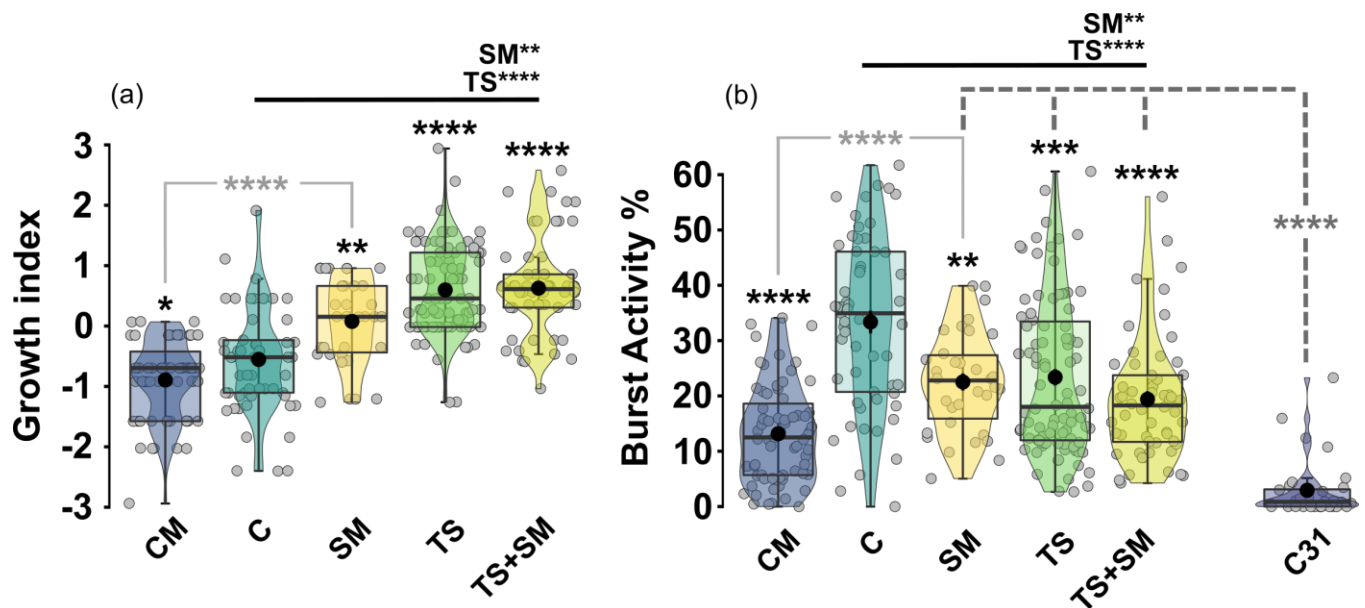 SM**
TS****
(a)
Growth index
3
2
1
0
-1
-2
-3
****
*
**
****
****
CM
C
SM
TS
TS+SM
SM**
TS****
(b)
Burst Activity %
60
50
40
30
20
10
0
****
****
**
***
****
****
CM
C
SM
TS
TS+SM
C31